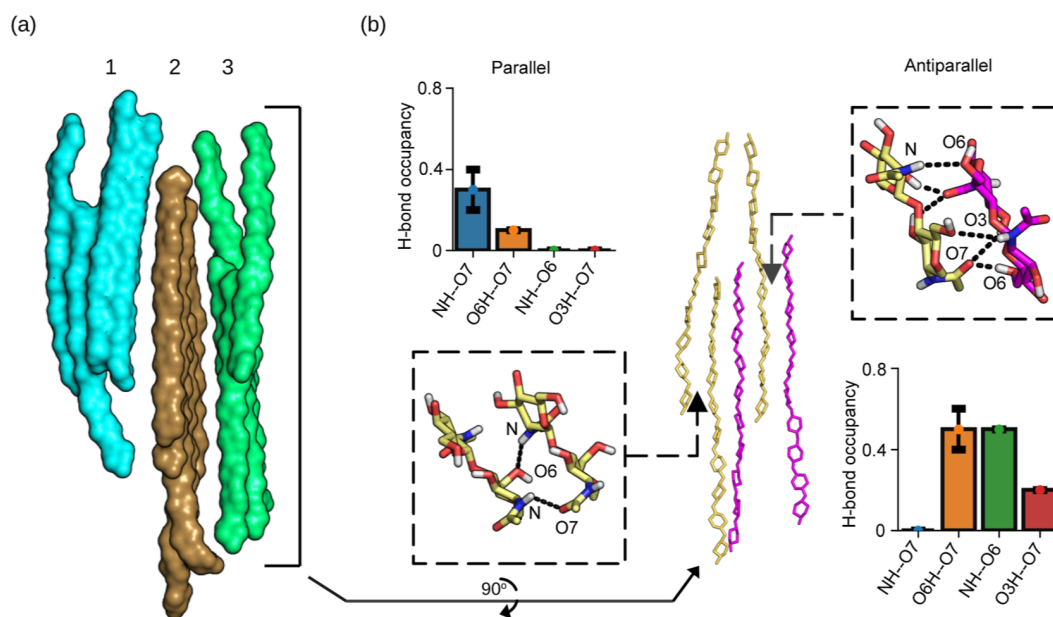 (a)
(b)
1 2 3
Parallel
Antiparallel
H-bond occupancy
0.8
0.4
0
NH--O7
O6H--O7
NH--O6
O3H--O7
N
O6
O3
O7
O6
N
O6
N
O7
H-bond occupancy
0.8
0.4
0
NH--O7
O6H--O7
NH--O6
O3H--O7
90º